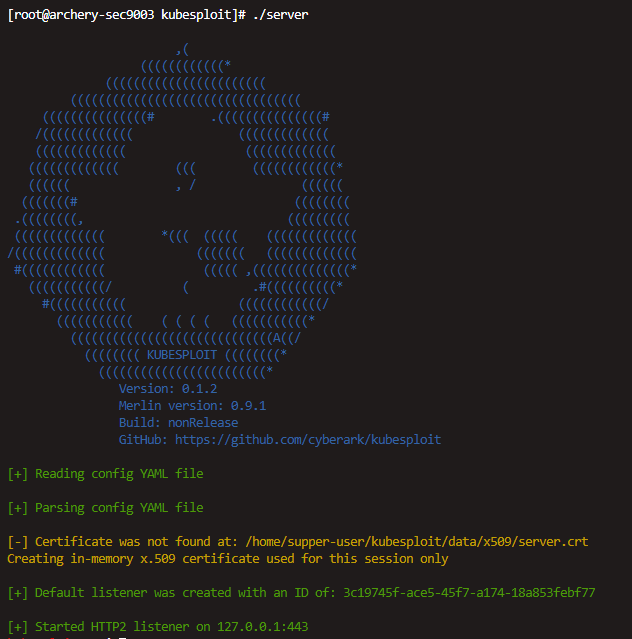 [root@archery-sec9003 kubesploit]# ./server
,(
((((((((((((*
(((((((((((((((((((((((
(((((((((((((((((((((((((((((((((
(((((((((((((((# .(((((((((((((((#
/((((((((((((( (((((((((((((
((((((((((((( (((((((((((((
((((((((((((( ((( ((((((((((((*
(((((( , / ((((((
(((((((# ((((((((
.((((((((, (((((((((
((((((((((((( *((( ((((( (((((((((((((
/((((((((((((( ((((((( (((((((((((((
#(((((((((((( ((((( ,((((((((((((((*
(((((((((((/ ( .#((((((((((*
#((((((((((( ((((((((((((/
((((((((((( ( ( ( ( (((((((((((*
(((((((((((((((((((((((((((((A((/
(((((((( KUBESPLOIT ((((((((*
((((((((((((((((((((((((*
Version: 0.1.2
Merlin version: 0.9.1
Build: nonRelease
GitHub: https://github.com/cyberark/kubesploit
[+] Reading config YAML file
[+] Parsing config YAML file
[-] Certificate was not found at: /home/supper-user/kubesploit/data/x509/server.crt
Creating in-memory x.509 certificate used for this session only
[+] Default listener was created with an ID of: 3c19745f-ace5-45f7-a174-18a853febf77
[+] Started HTTP2 listener on 127.0.0.1:443